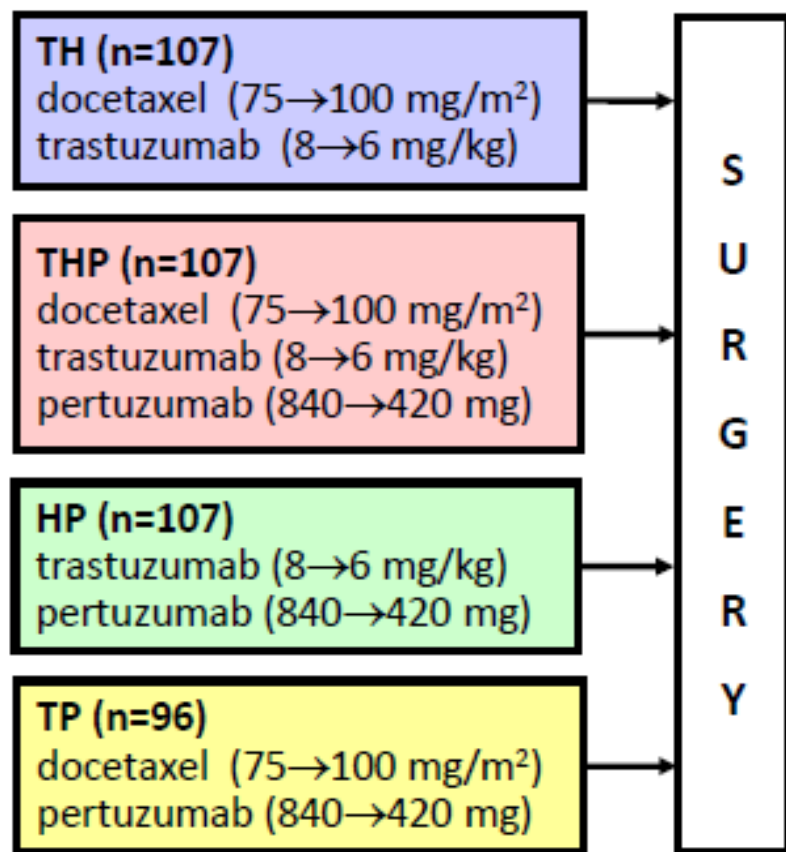 TH (n=107)
docetaxel (75→100 mg/m²)
trastuzumab (8→6 mg/kg)
THP (n=107)
docetaxel (75→100 mg/m²)
trastuzumab (8→6 mg/kg)
pertuzumab (840→420 mg)
HP (n=107)
trastuzumab (8→6 mg/kg)
pertuzumab (840→420 mg)
TP (n=96)
docetaxel (75→100 mg/m²)
pertuzumab (840→420 mg)
S
U
R
G
E
R
Y